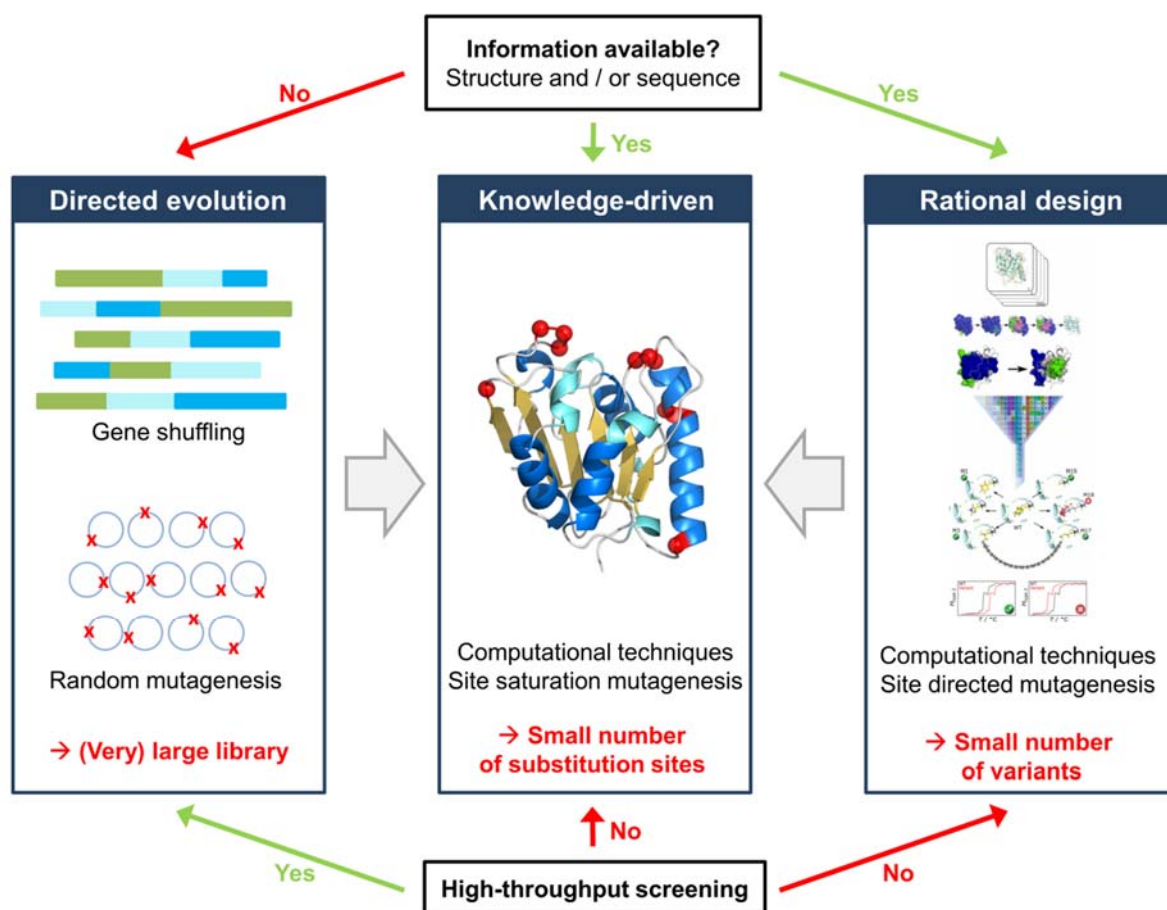 Information available?
Structure and / or sequence
No
Yes
Yes
Directed evolution
Gene shuffling
x x x x
x x x x x
x x x x
Random mutagenesis
→ (Very) large library
Knowledge-driven
Computational techniques
Site saturation mutagenesis
→ Small number
of substitution sites
Rational design
WT
T / °C
T / °C
Computational techniques
Site directed mutagenesis
→ Small number
of variants
Yes
No
No
High-throughput screening